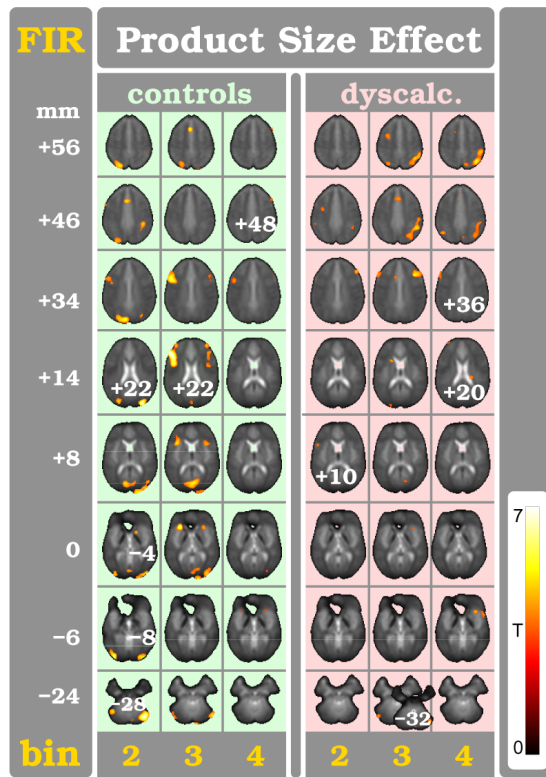 FIR Product Size Effect
controls dyscalc.
mm
+56
+46 +48
+34 +36
+14 +22 +22 +20
+8 +10
0 −4
−6 −8
−24 −28 −32
bin 2 3 4 2 3 4
7
T
0